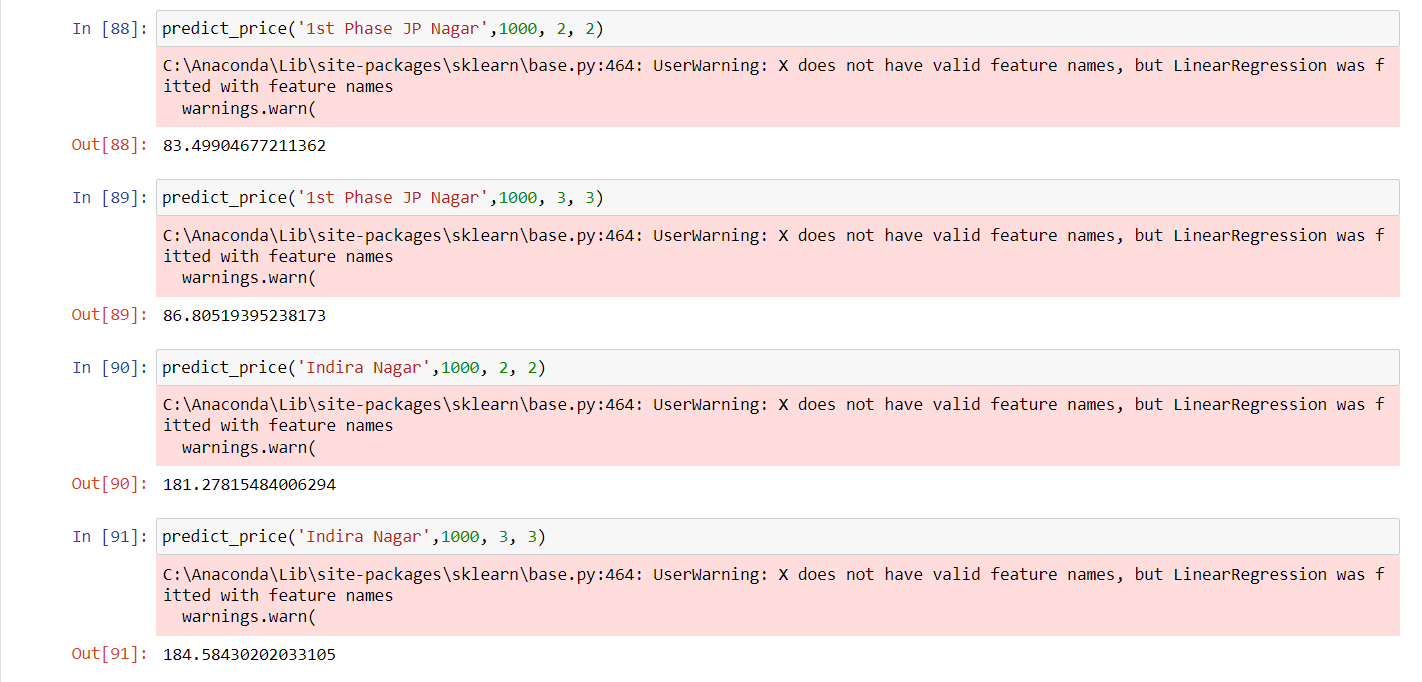 In [88]: predict_price('1st Phase JP Nagar',1000, 2, 2)
C:\Anaconda\Lib\site-packages\sklearn\base.py:464: UserWarning: X does not have valid feature names, but LinearRegression was f
itted with feature names
  warnings.warn(
Out[88]: 83.49904677211362
In [89]: predict_price('1st Phase JP Nagar',1000, 3, 3)
C:\Anaconda\Lib\site-packages\sklearn\base.py:464: UserWarning: X does not have valid feature names, but LinearRegression was f
itted with feature names
  warnings.warn(
Out[89]: 86.80519395238173
In [90]: predict_price('Indira Nagar',1000, 2, 2)
C:\Anaconda\Lib\site-packages\sklearn\base.py:464: UserWarning: X does not have valid feature names, but LinearRegression was f
itted with feature names
  warnings.warn(
Out[90]: 181.27815484006294
In [91]: predict_price('Indira Nagar',1000, 3, 3)
C:\Anaconda\Lib\site-packages\sklearn\base.py:464: UserWarning: X does not have valid feature names, but LinearRegression was f
itted with feature names
  warnings.warn(
Out[91]: 184.58430202033105